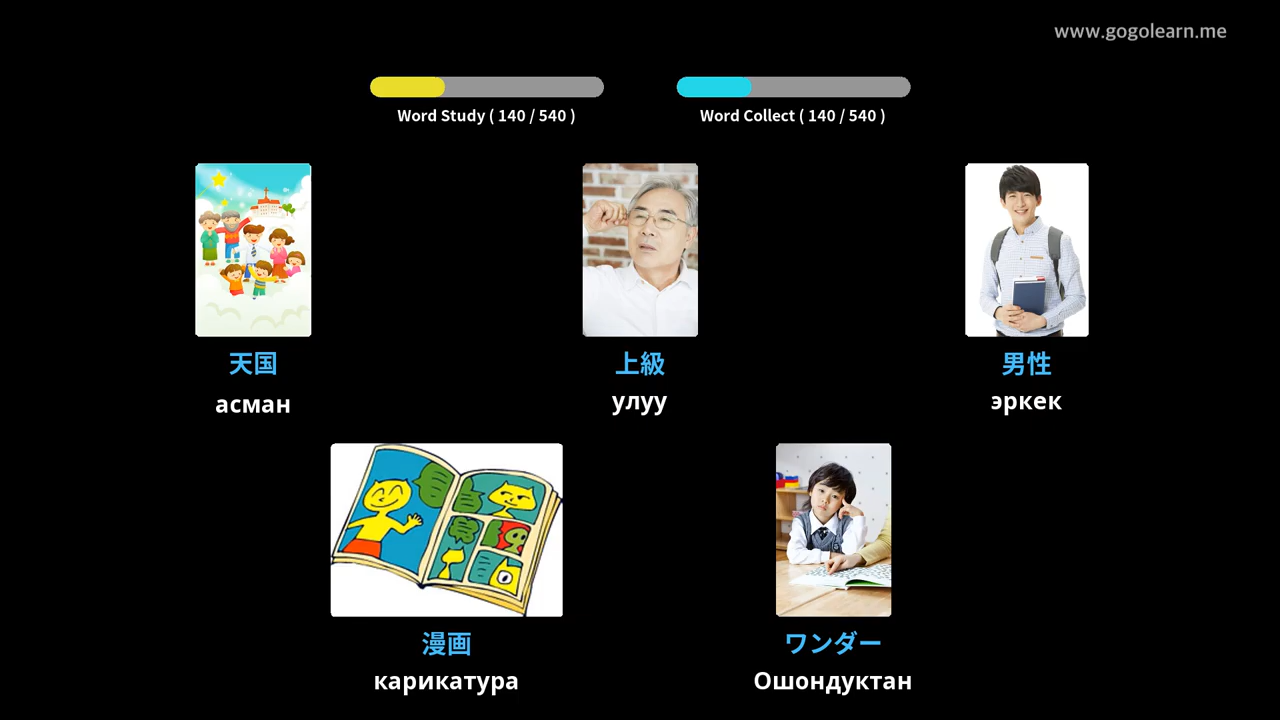 www.gogolearn.me
Word Study ( 140 / 540 )
Word Collect ( 140 / 540 )
天国
асман
上級
улуу
男性
эркек
漫画
карикатура
ワンダー
Ошондуктан